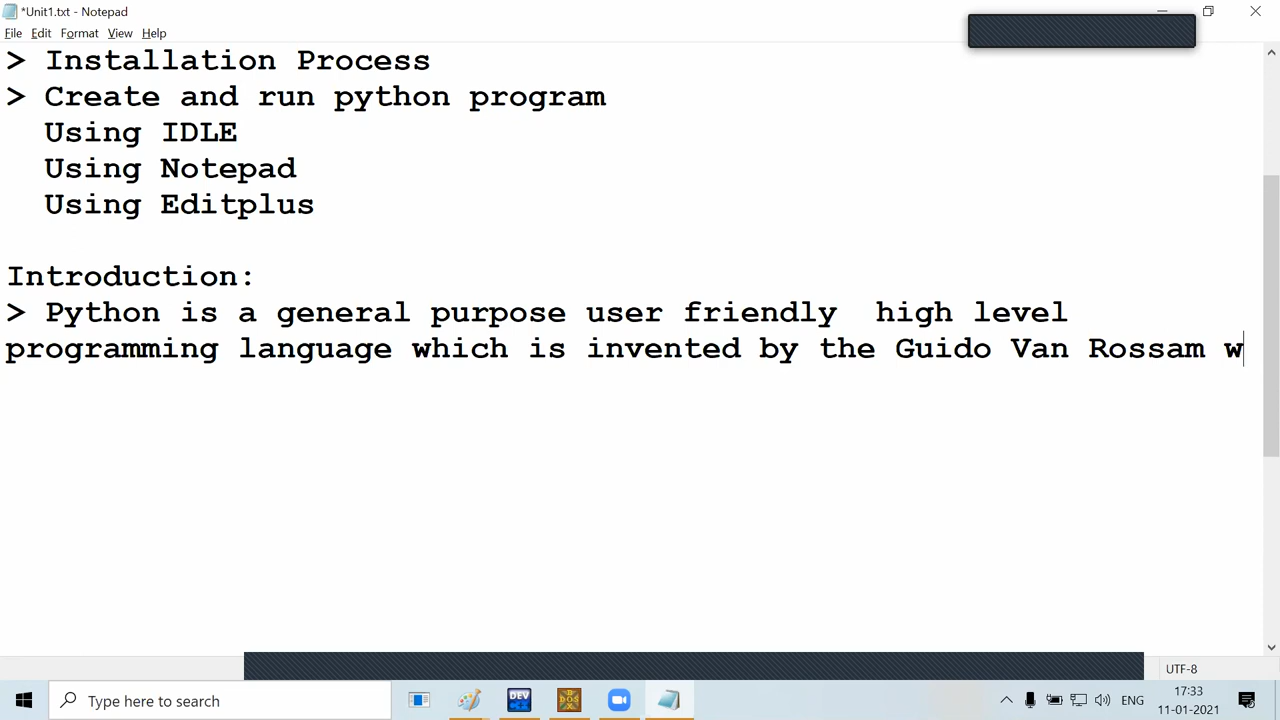 *Unit1.txt - Notepad
File Edit Format View Help
> Installation Process
> Create and run python program
Using IDLE
Using Notepad
Using Editplus
Introduction:
> Python is a general purpose user friendly  high level
programming language which is invented by the Guido Van Rossam w
UTF-8
Type here to search
DEV
ENG
17:33
11-01-2021